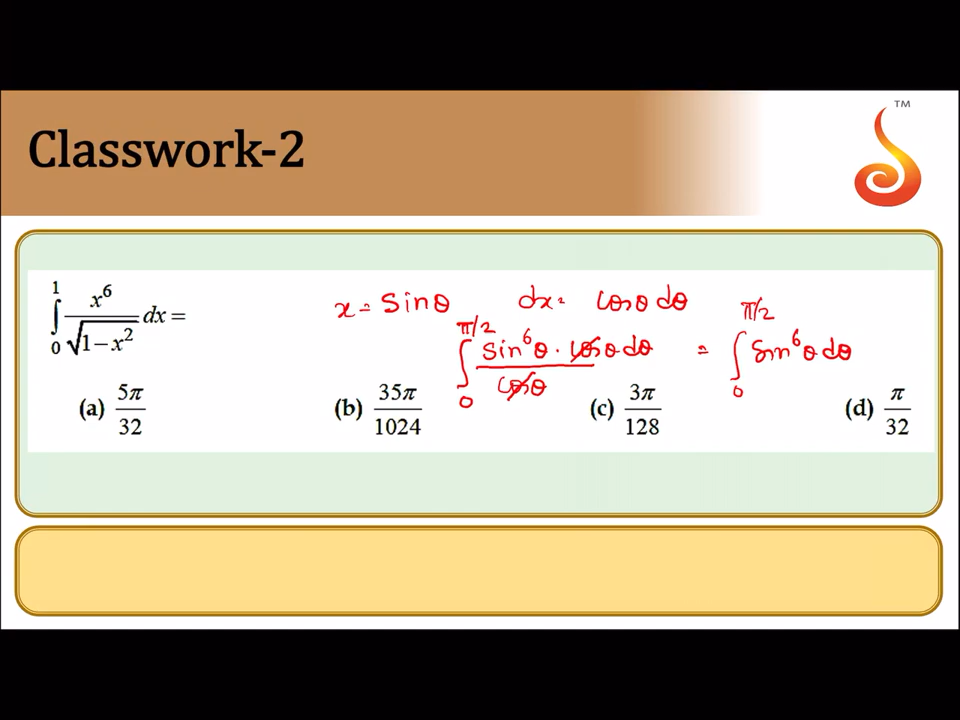 Classwork-2
TM
∫₀¹ x⁶/√(1−x²) dx =
x = Sinθ dx = cosθ dθ
∫₀^(π/2) Sin⁶θ · cosθ dθ / cosθ = ∫₀^(π/2) Sin⁶θ dθ
(a) 5π/32 (b) 35π/1024 (c) 3π/128 (d) π/32